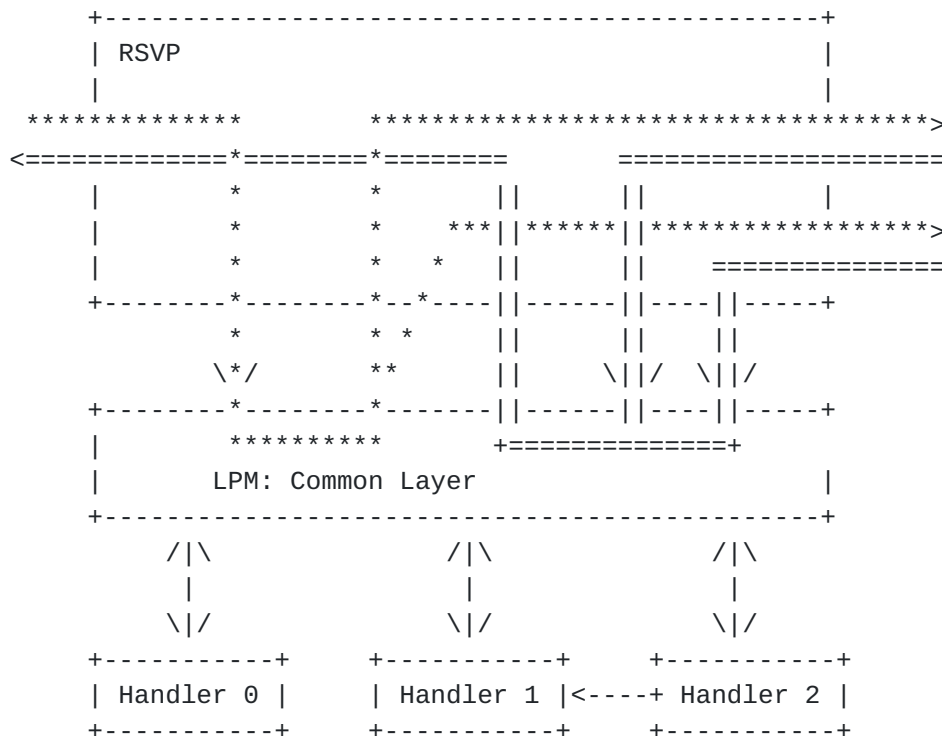 RSVP
LPM: Common Layer
Handler 0
Handler 1
Handler 2